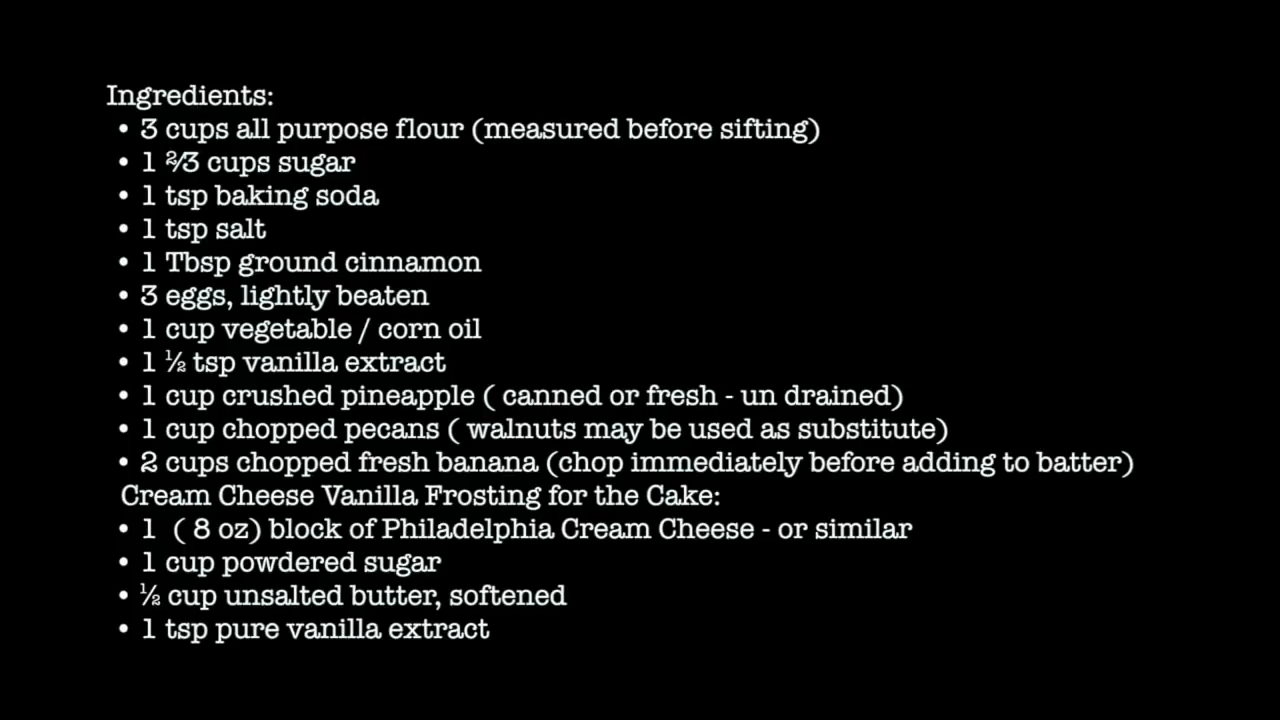 Ingredients:
• 3 cups all purpose flour (measured before sifting)
• 1 ⅔ cups sugar
• 1 tsp baking soda
• 1 tsp salt
• 1 Tbsp ground cinnamon
• 3 eggs, lightly beaten
• 1 cup vegetable / corn oil
• 1 ½ tsp vanilla extract
• 1 cup crushed pineapple ( canned or fresh - un drained)
• 1 cup chopped pecans ( walnuts may be used as substitute)
• 2 cups chopped fresh banana (chop immediately before adding to batter)
Cream Cheese Vanilla Frosting for the Cake:
• 1 ( 8 oz) block of Philadelphia Cream Cheese - or similar
• 1 cup powdered sugar
• ½ cup unsalted butter, softened
• 1 tsp pure vanilla extract